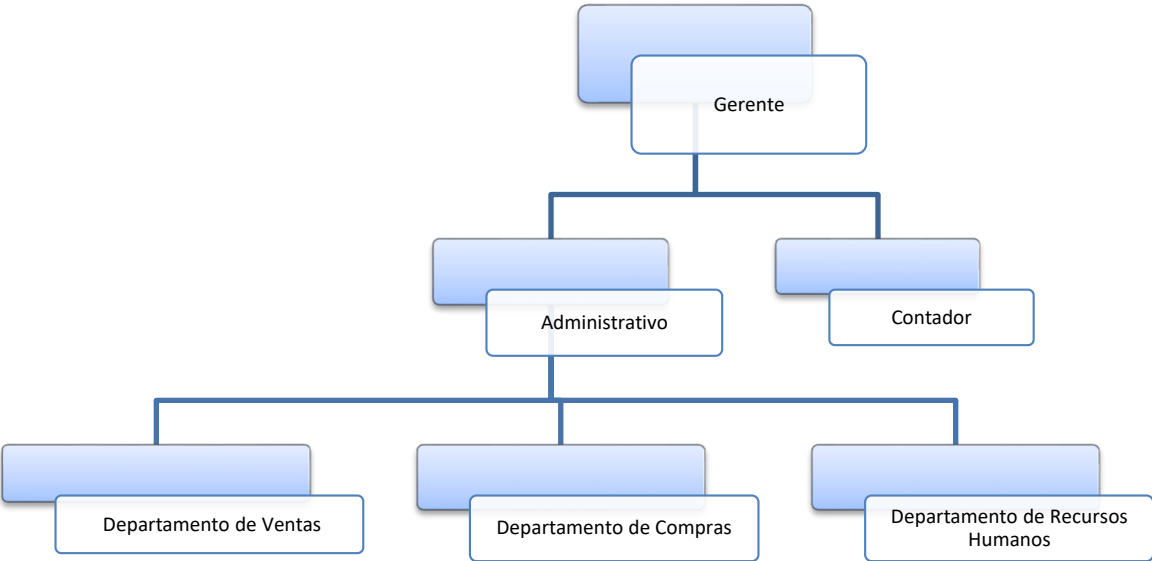 Gerente
Administrativo
Contador
Departamento de Ventas
Departamento de Compras
Departamento de Recursos
Humanos